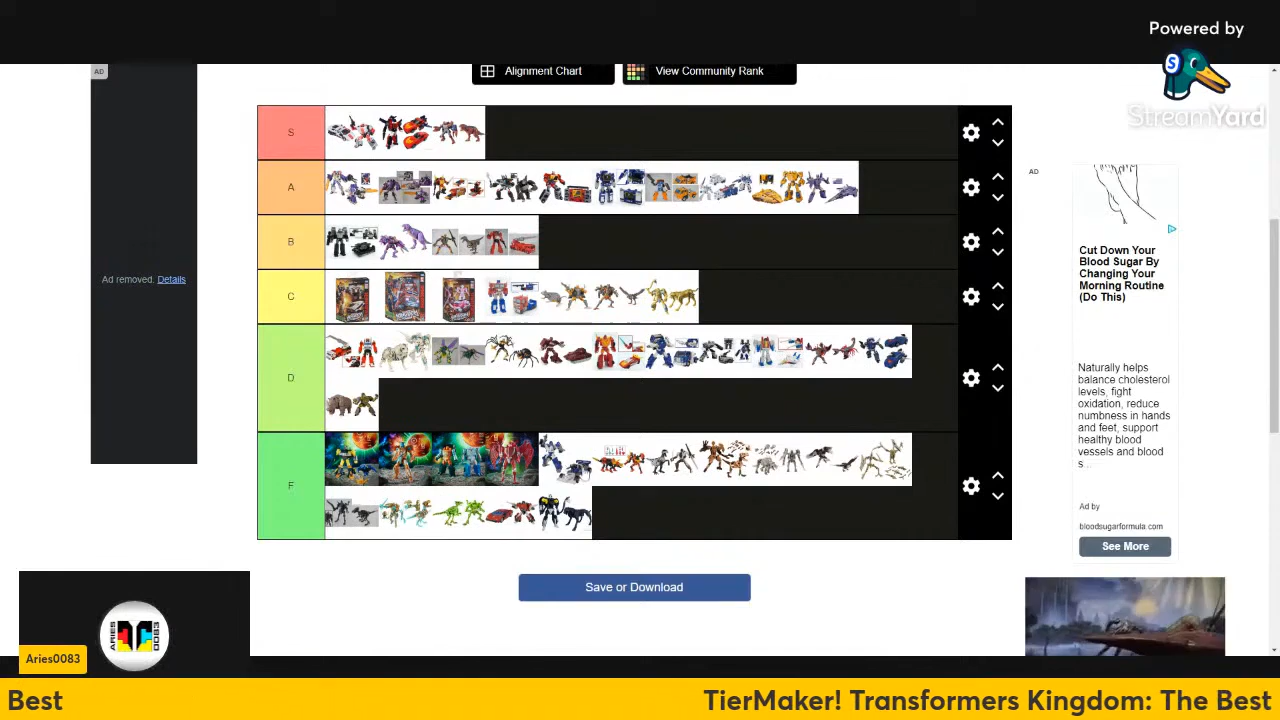 Powered by
StreamYard
AD
Alignment Chart
View Community Rank
S
A
B
C
D
F
Ad removed. Details
AD
Cut Down Your
Blood Sugar By
Changing Your
Morning Routine
(Do This)
Naturally helps
balance cholesterol
levels, fight
oxidation, reduce
numbness in hands
and feet, support
healthy blood
vessels and blood
s...
Ad by
bloodsugarformula.com
See More
Save or Download
ARIES
0083
Aries0083
Best
TierMaker! Transformers Kingdom: The Best